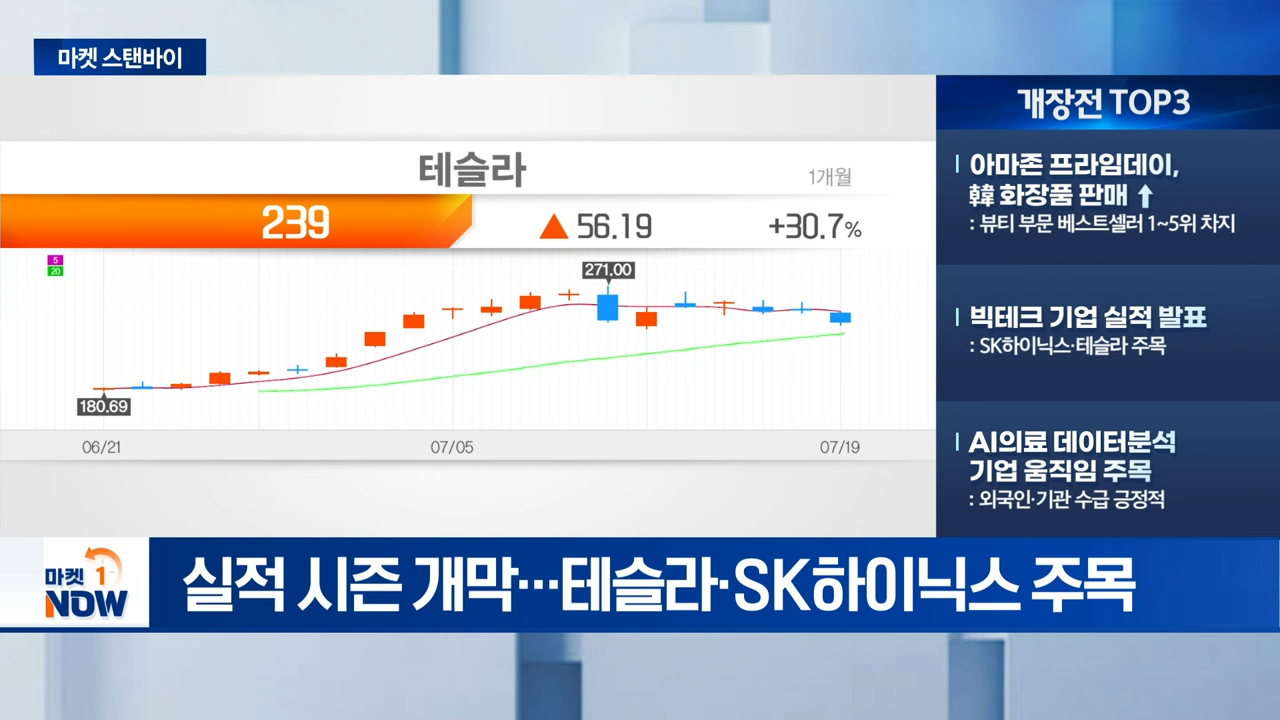 마켓 스탠바이
테슬라
1개월
239
▲ 56.19
+30.7%
5
20
271.00
180.69
06/21
07/05
07/19
개장전 TOP3
아마존 프라임데이,
韓 화장품 판매 ↑
: 뷰티 부문 베스트셀러 1~5위 차지
빅테크 기업 실적 발표
: SK하이닉스·테슬라 주목
AI의료 데이터분석
기업 움직임 주목
: 외국인·기관 수급 긍정적
마켓 1
NOW
실적 시즌 개막…테슬라·SK하이닉스 주목